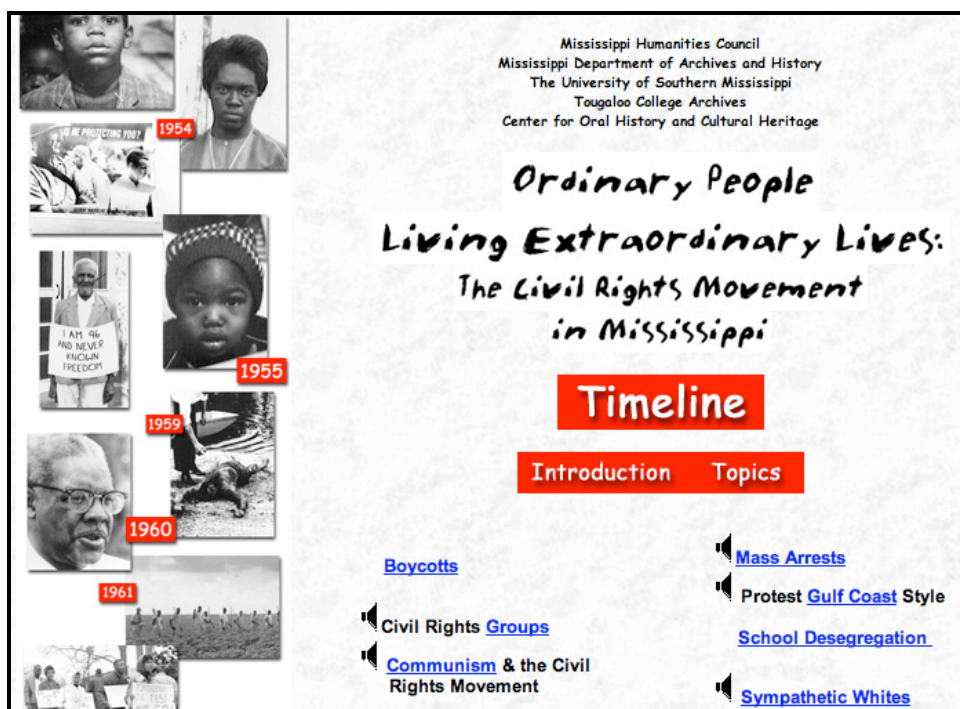 Mississippi Humanities Council
Mississippi Department of Archives and History
The University of Southern Mississippi
Tougaloo College Archives
Center for Oral History and Cultural Heritage
Ordinary People
Living Extraordinary Lives:
The Civil Rights Movement
in Mississippi
Timeline
Introduction Topics
Boycotts
Civil Rights Groups
Communism & the Civil
Rights Movement
Mass Arrests
Protest Gulf Coast Style
School Desegregation
Sympathetic Whites
1954
IS HE PROTECTING YOU?
I AM 96
AND NEVER
KNOWN
FREEDOM
1955
1959
1960
1961